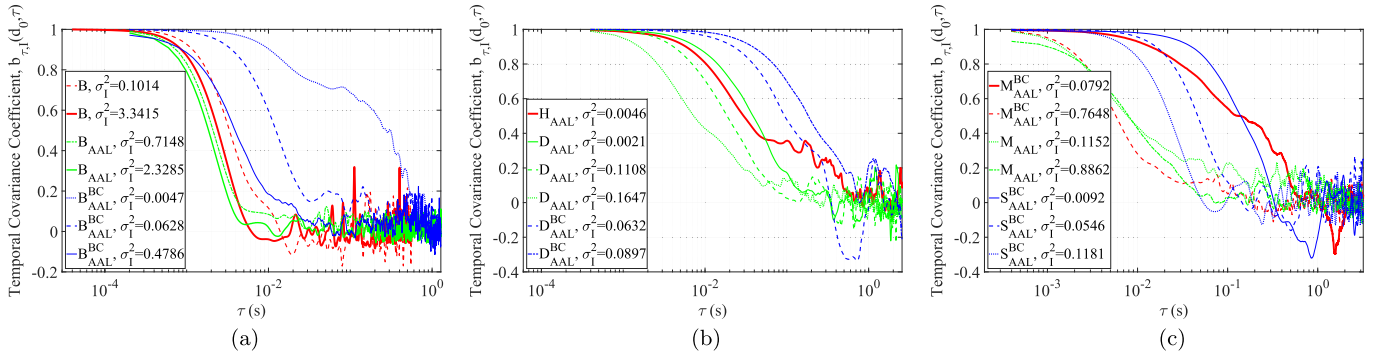 Temporal Covariance Coefficient, b_{τ,I}(d_0,τ)
1
0.8
0.6
0.4
0.2
0
-0.2
B, σ_I^2=0.1014
B, σ_I^2=3.3415
B_AAL, σ_I^2=0.7148
B_AAL, σ_I^2=2.3285
B_AAL^BC, σ_I^2=0.0047
B_AAL^BC, σ_I^2=0.0628
B_AAL^BC, σ_I^2=0.4786
10^-4
10^-2
10^0
τ (s)
(a)
Temporal Covariance Coefficient, b_{τ,I}(d_0,τ)
1
0.8
0.6
0.4
0.2
0
-0.2
-0.4
H_AAL, σ_I^2=0.0046
D_AAL, σ_I^2=0.0021
D_AAL, σ_I^2=0.1108
D_AAL, σ_I^2=0.1647
D_AAL^BC, σ_I^2=0.0632
D_AAL^BC, σ_I^2=0.0897
10^-4
10^-2
10^0
τ (s)
(b)
Temporal Covariance Coefficient, b_{τ,I}(d_0,τ)
1
0.8
0.6
0.4
0.2
0
-0.2
-0.4
M_AAL^BC, σ_I^2=0.0792
M_AAL^BC, σ_I^2=0.7648
M_AAL, σ_I^2=0.1152
M_AAL, σ_I^2=0.8862
S_AAL^BC, σ_I^2=0.0092
S_AAL^BC, σ_I^2=0.0546
S_AAL^BC, σ_I^2=0.1181
10^-3
10^-2
10^-1
10^0
τ (s)
(c)